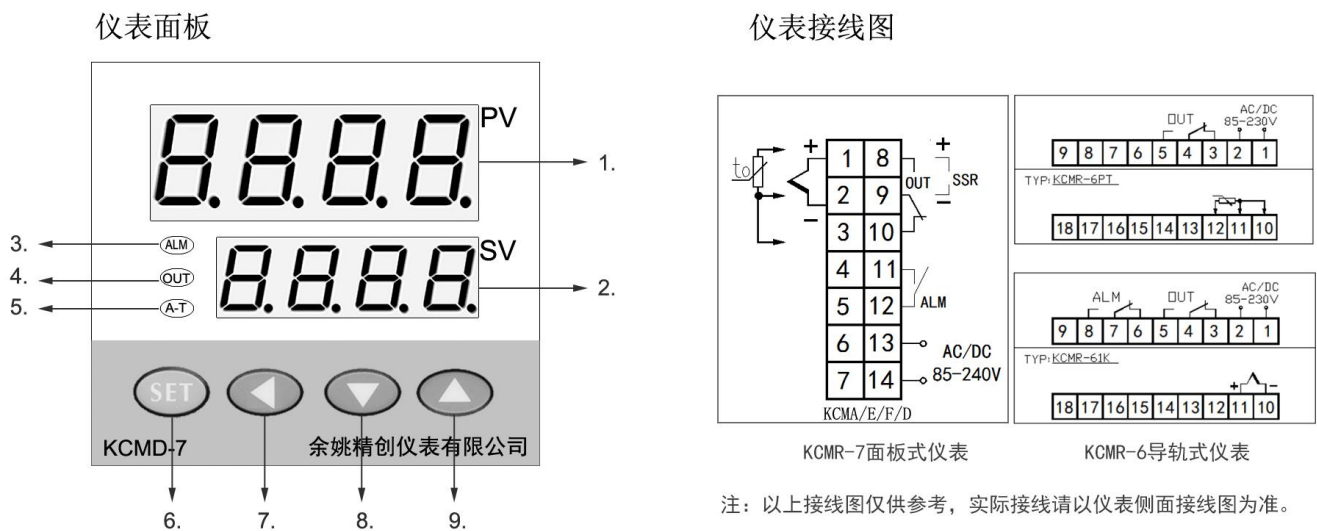 仪表面板
PV
1.
SV
2.
3.
ALM
4.
OUT
5.
A-T
SET
KCMD-7
余姚精创仪表有限公司
6.
7.
8.
9.
仪表接线图
to
+
-
1 8
2 9
3 10
4 11
5 12
6 13
7 14
OUT
+
SSR
-
ALM
AC/DC
85-240V
KCMA/E/F/D
KCMR-7面板式仪表
OUT
AC/DC
85-230V
9 8 7 6 5 4 3 2 1
TYP:KCMR-6PT
18 17 16 15 14 13 12 11 10
ALM
OUT
AC/DC
85-230V
9 8 7 6 5 4 3 2 1
TYP:KCMR-61K
+ -
18 17 16 15 14 13 12 11 10
KCMR-6导轨式仪表
注：以上接线图仅供参考，实际接线请以仪表侧面接线图为准。